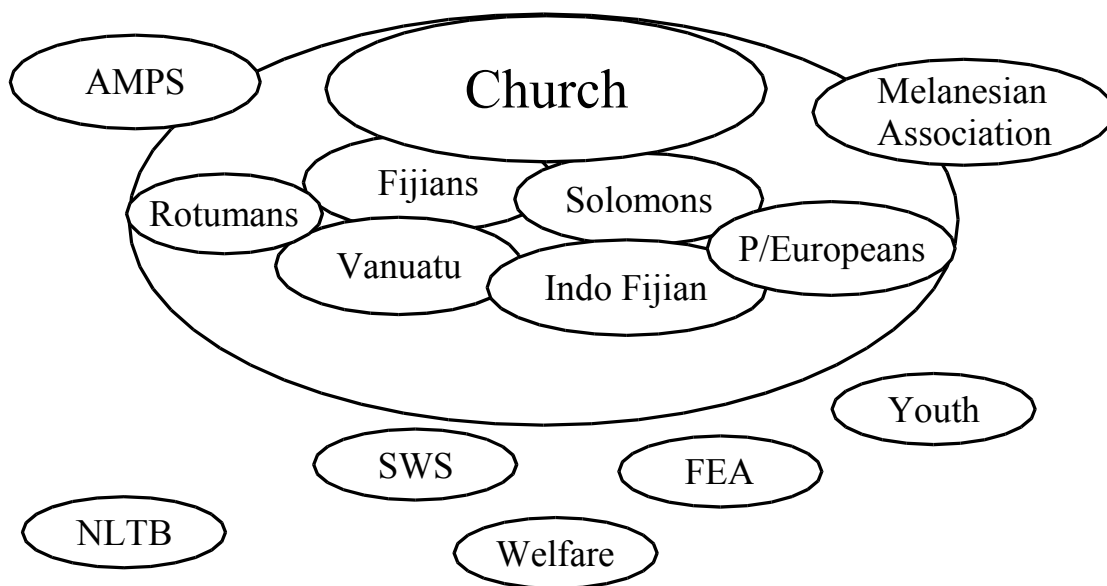 AMPS
Church
Melanesian
Association
Fijians
Solomons
Rotumans
P/Europeans
Vanuatu
Indo Fijian
Youth
SWS
FEA
NLTB
Welfare